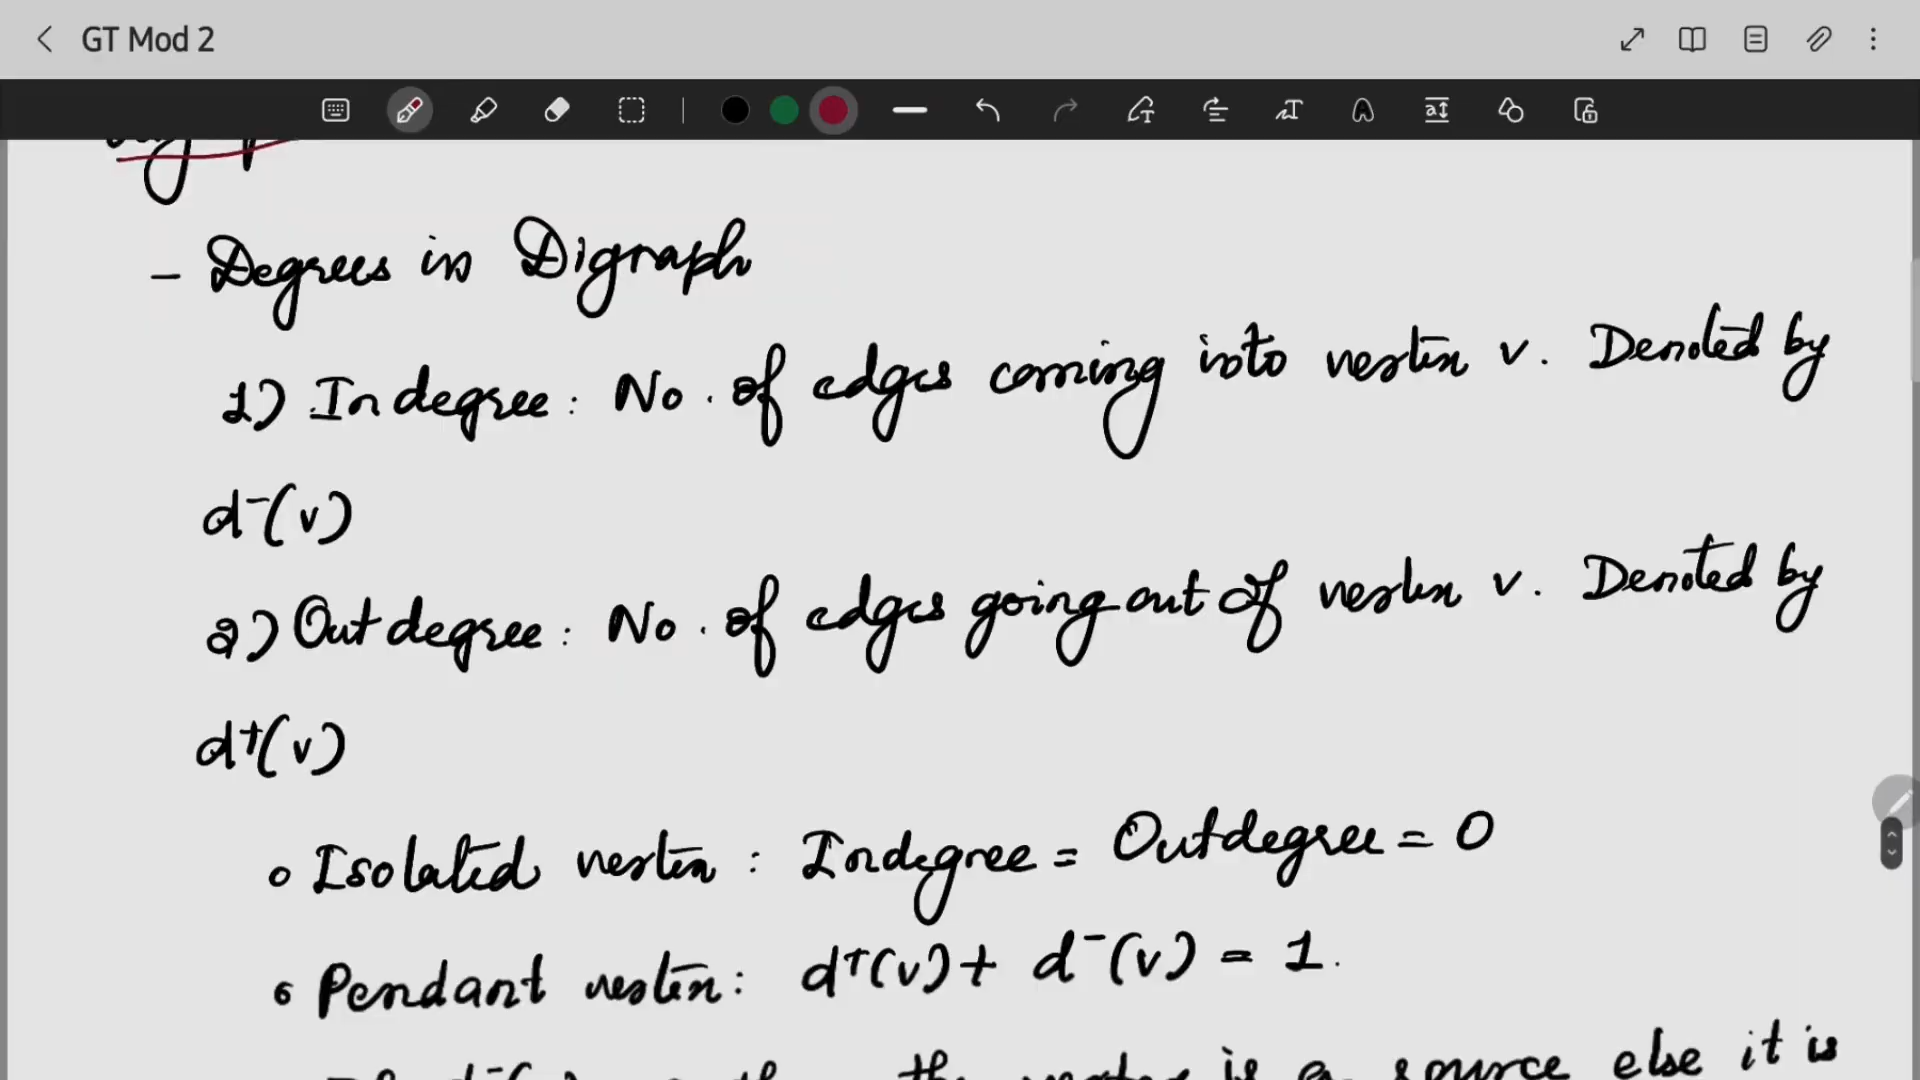 GT Mod 2
- Degrees in Digraph
1) Indegree : No. of edges coming into vertex v. Denoted by
d⁻(v)
2) Outdegree : No. of edges going out of vertex v. Denoted by
d⁺(v)
o Isolated vertex : Indegree = Outdegree = 0
o Pendant vertex : d⁺(v) + d⁻(v) = 1.
the vertex is a source else it is